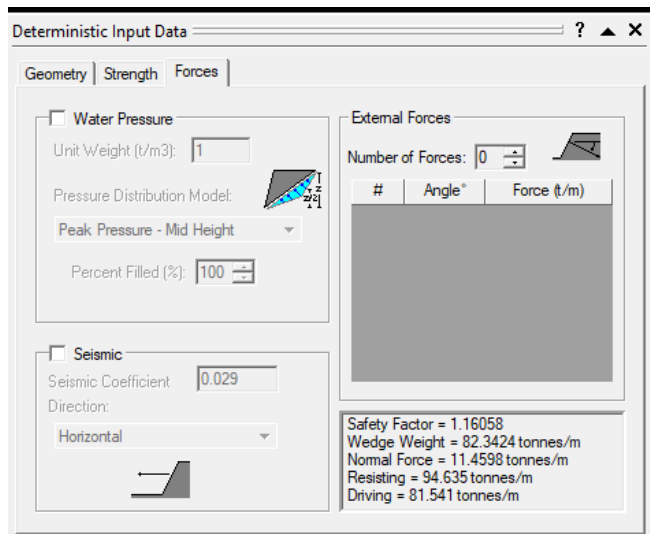 Deterministic Input Data ? ▲ ✕
Geometry Strength Forces
Water Pressure
Unit Weight (t/m3): 1
Pressure Distribution Model:
z
z/2
Peak Pressure - Mid Height
Percent Filled (%): 100
Seismic
Seismic Coefficient 0.029
Direction:
Horizontal
External Forces
Number of Forces: 0
# Angle° Force (t/m)
Safety Factor = 1.16058
Wedge Weight = 82.3424 tonnes/m
Normal Force = 11.4598 tonnes/m
Resisting = 94.635 tonnes/m
Driving = 81.541 tonnes/m